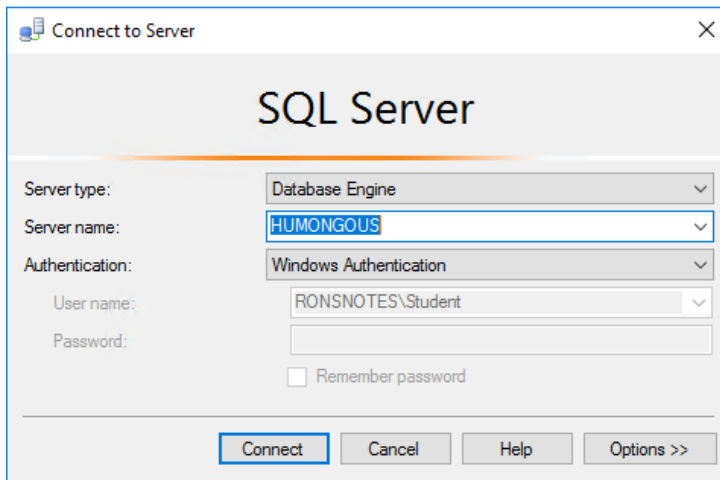 Connect to Server
SQL Server
Server type: Database Engine
Server name: HUMONGOUS
Authentication: Windows Authentication
User name: RONSNOTES\Student
Password:
Remember password
Connect Cancel Help Options >>